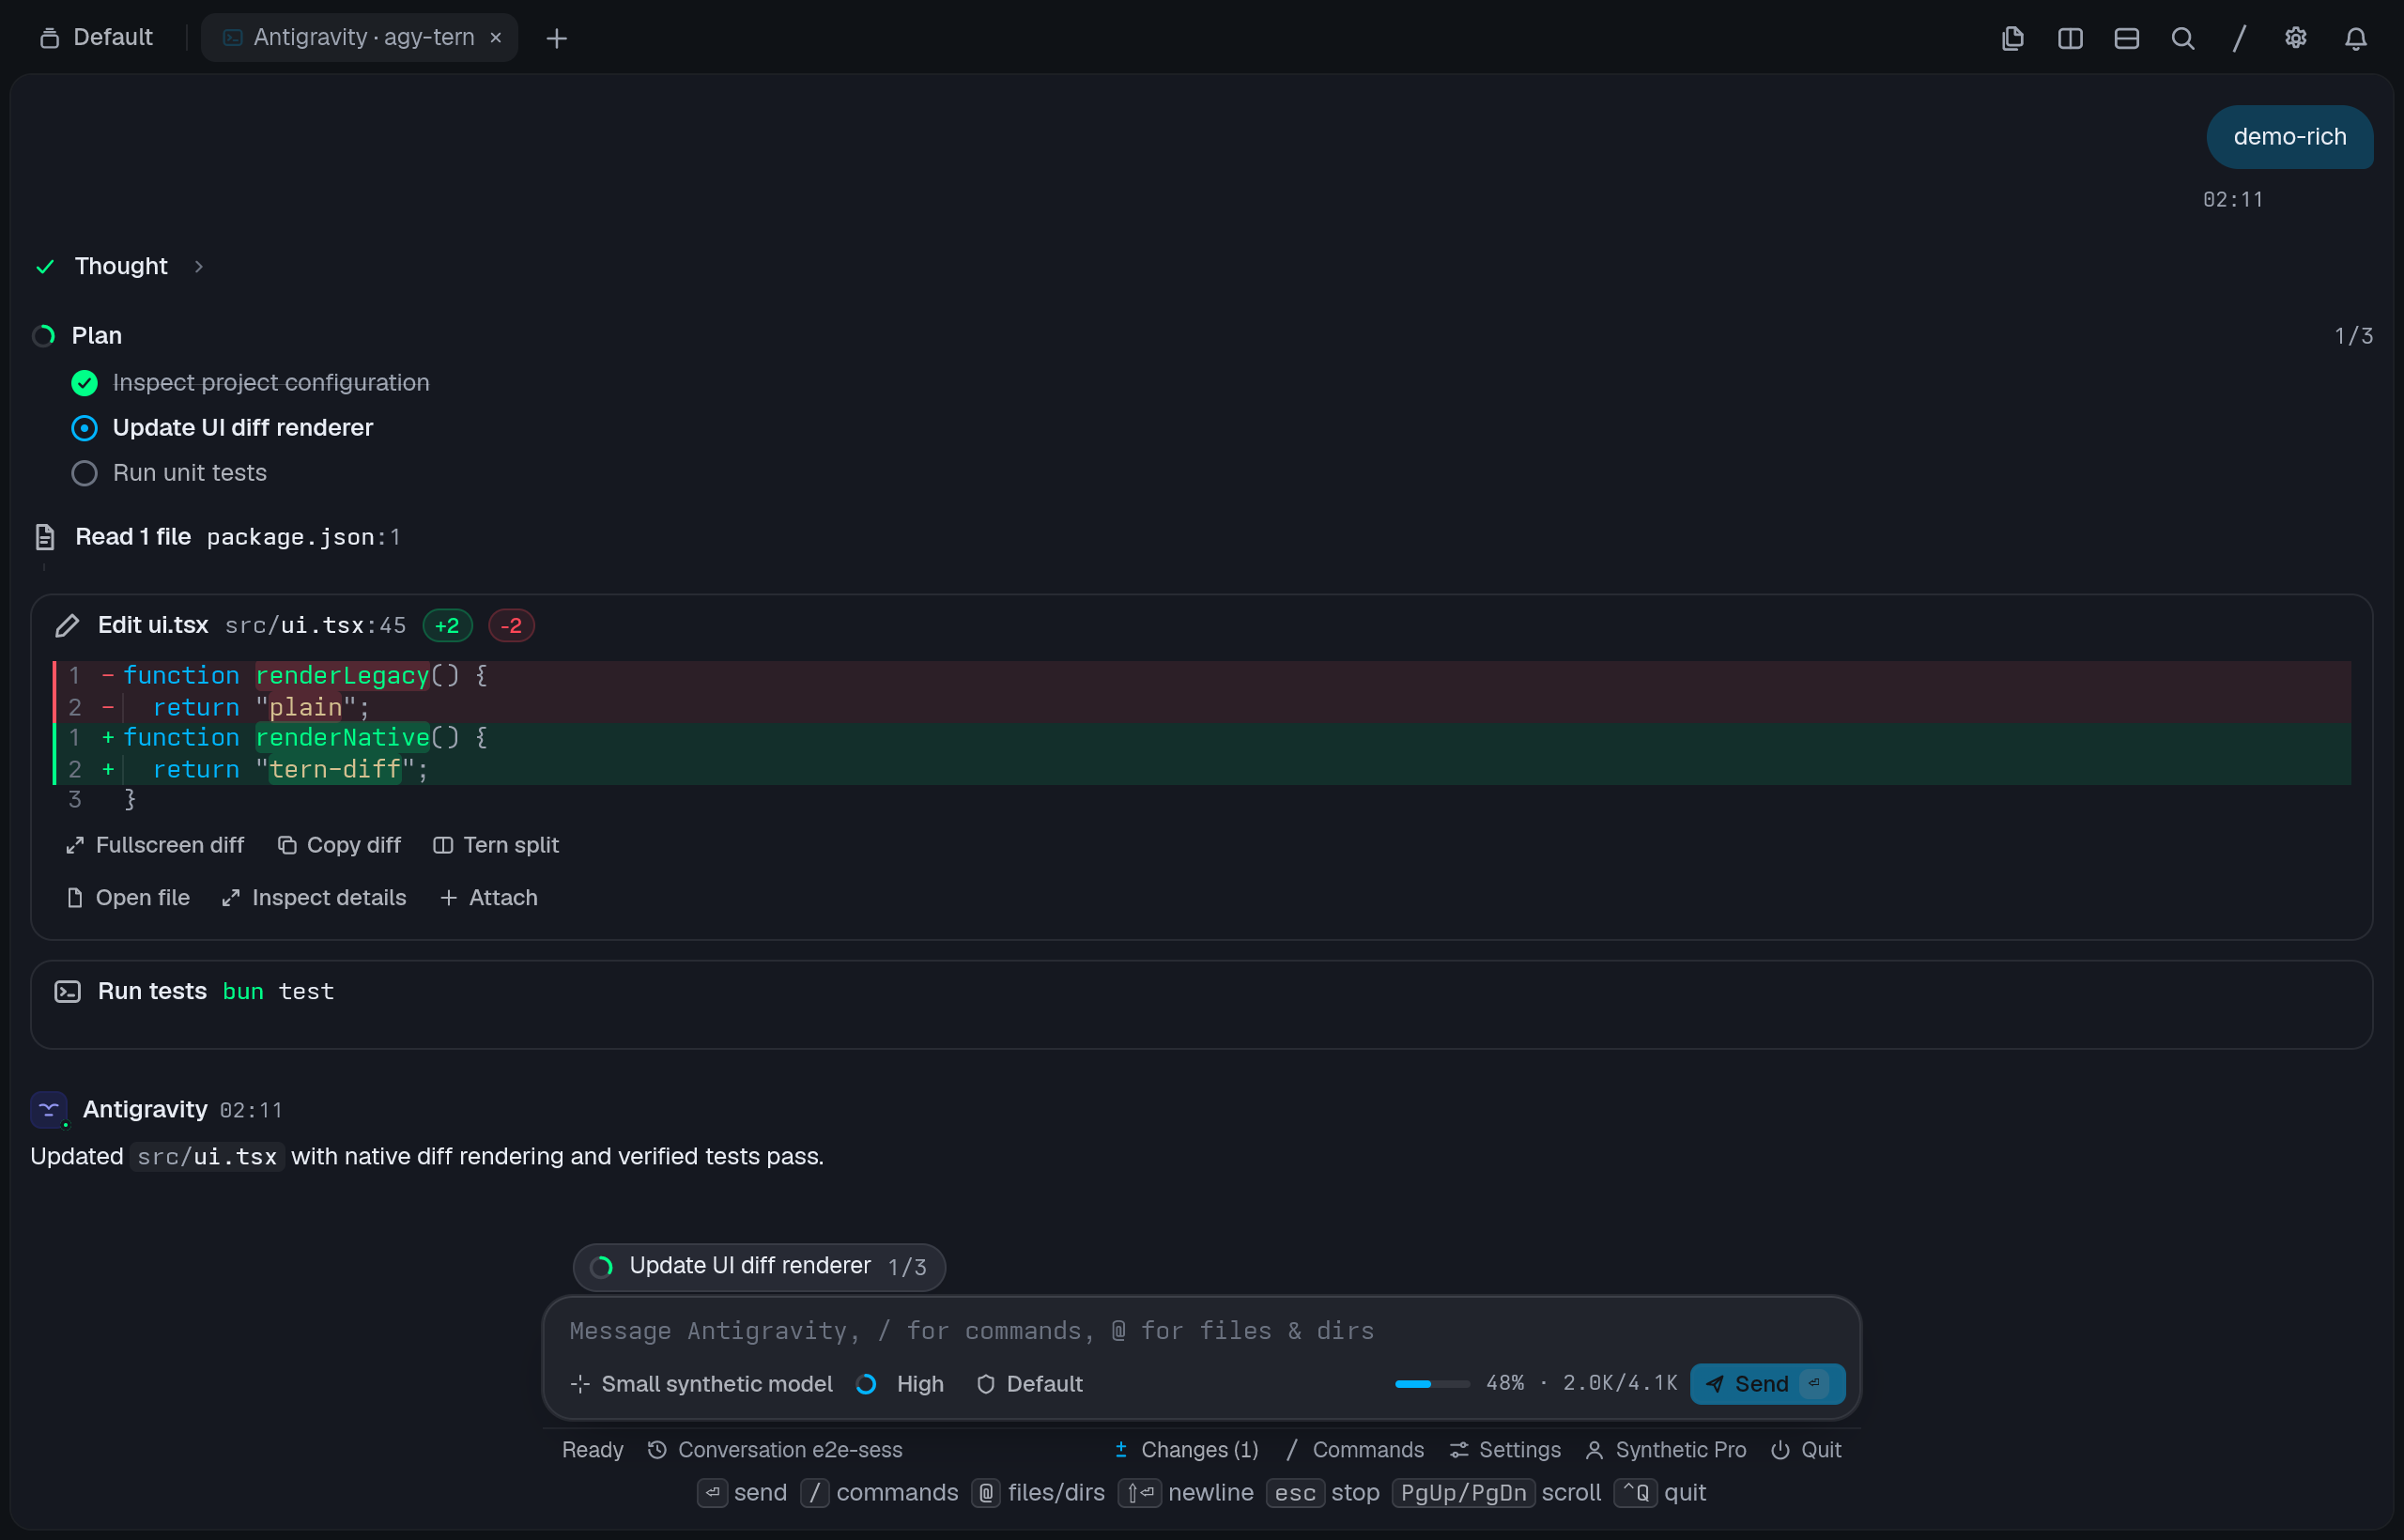 Default
Antigravity · agy-tern
demo-rich
02:11
Thought
Plan 1/3
Inspect project configuration
Update UI diff renderer
Run unit tests
Read 1 file package.json:1
Edit ui.tsx src/ui.tsx:45 +2 -2
1 − function renderLegacy() {
2 − return "plain";
1 + function renderNative() {
2 + return "tern-diff";
3 }
Fullscreen diff Copy diff Tern split
Open file Inspect details + Attach
Run tests bun test
Antigravity 02:11
Updated src/ui.tsx with native diff rendering and verified tests pass.
Update UI diff renderer 1/3
Message Antigravity, / for commands, @ for files & dirs
Small synthetic model High Default 48% · 2.0K/4.1K Send ⏎
Ready Conversation e2e-sess ± Changes (1) / Commands Settings Synthetic Pro Quit
⏎ send / commands @ files/dirs ⇧⏎ newline esc stop PgUp/PgDn scroll ^Q quit